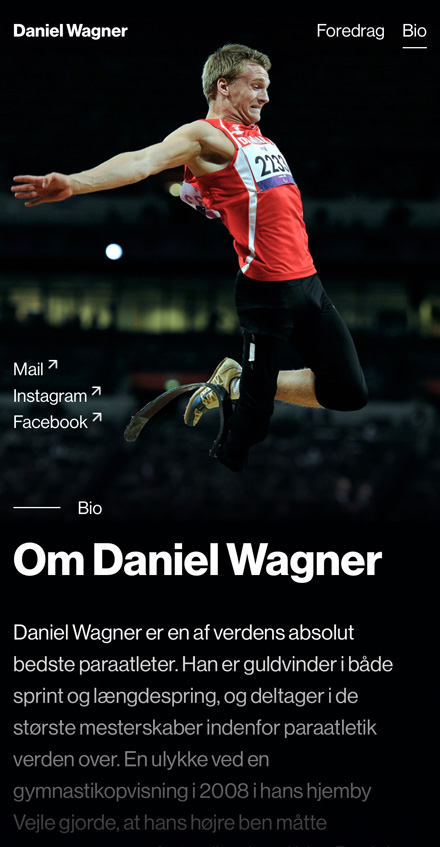 Daniel Wagner
Foredrag
Bio
Mail
Instagram
Facebook
Bio
Om Daniel Wagner
Daniel Wagner er en af verdens absolut
bedste paraatleter. Han er guldvinder i både
sprint og længdespring, og deltager i de
største mesterskaber indenfor paraatletik
verden over. En ulykke ved en
gymnastikopvisning i 2008 i hans hjemby
Vejle gjorde, at hans højre ben måtte